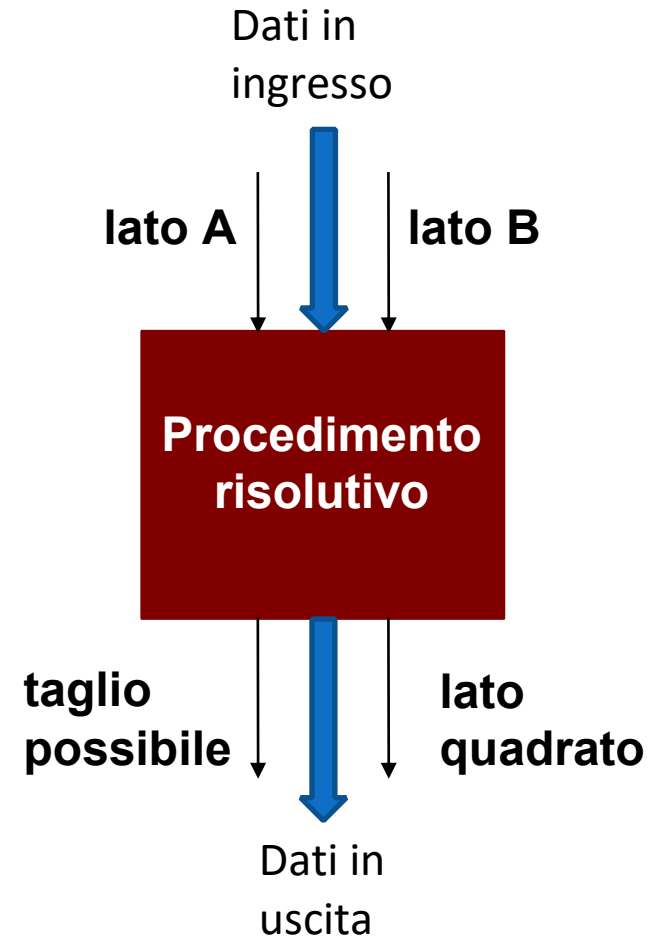 Dati in
ingresso
lato A
lato B
Procedimento
risolutivo
taglio
possibile
lato
quadrato
Dati in
uscita